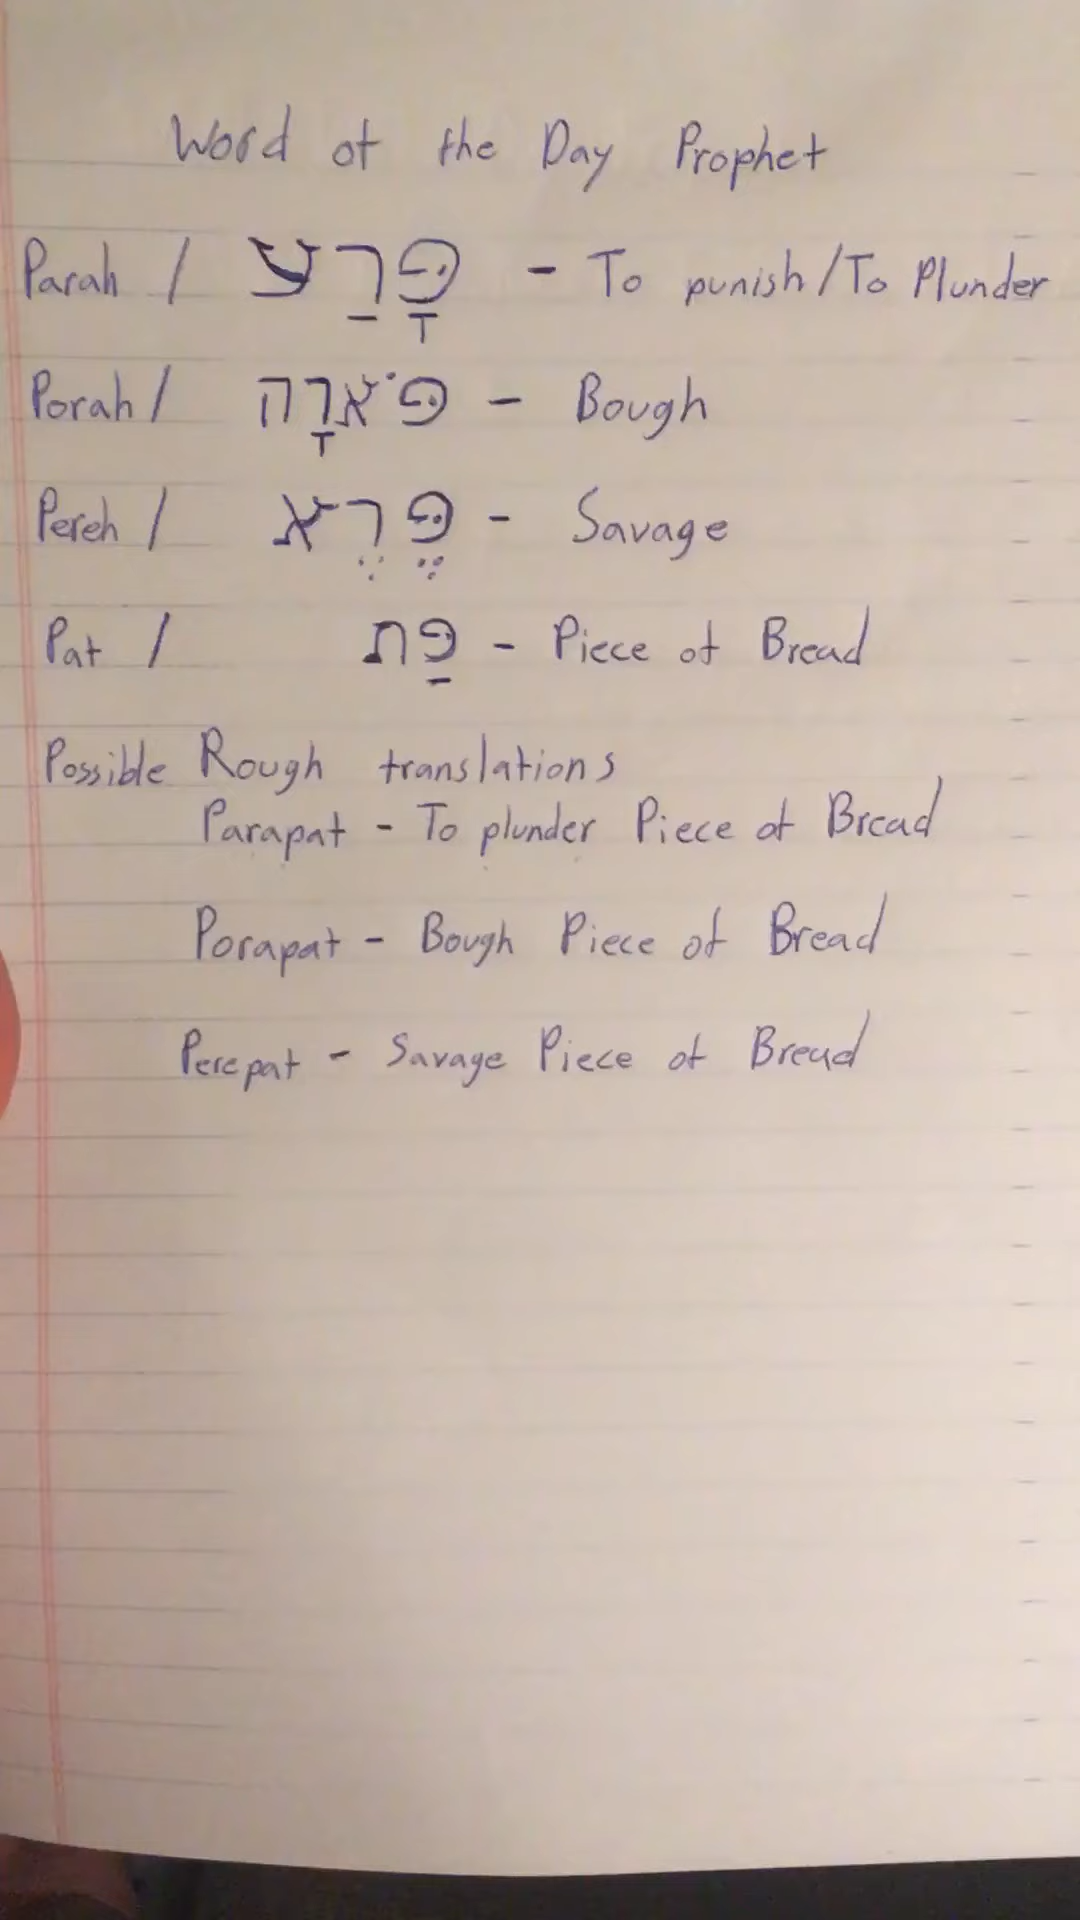 Word of the Day Prophet
Parah / פָּרַע - To punish/To Plunder
Porah / פֹּארָה - Bough
Pereh / פֶּרֶא - Savage
Pat / פַּת - Piece of Bread
Possible Rough translations
Parapat - To plunder Piece of Bread
Porapat - Bough Piece of Bread
Perepat - Savage Piece of Bread